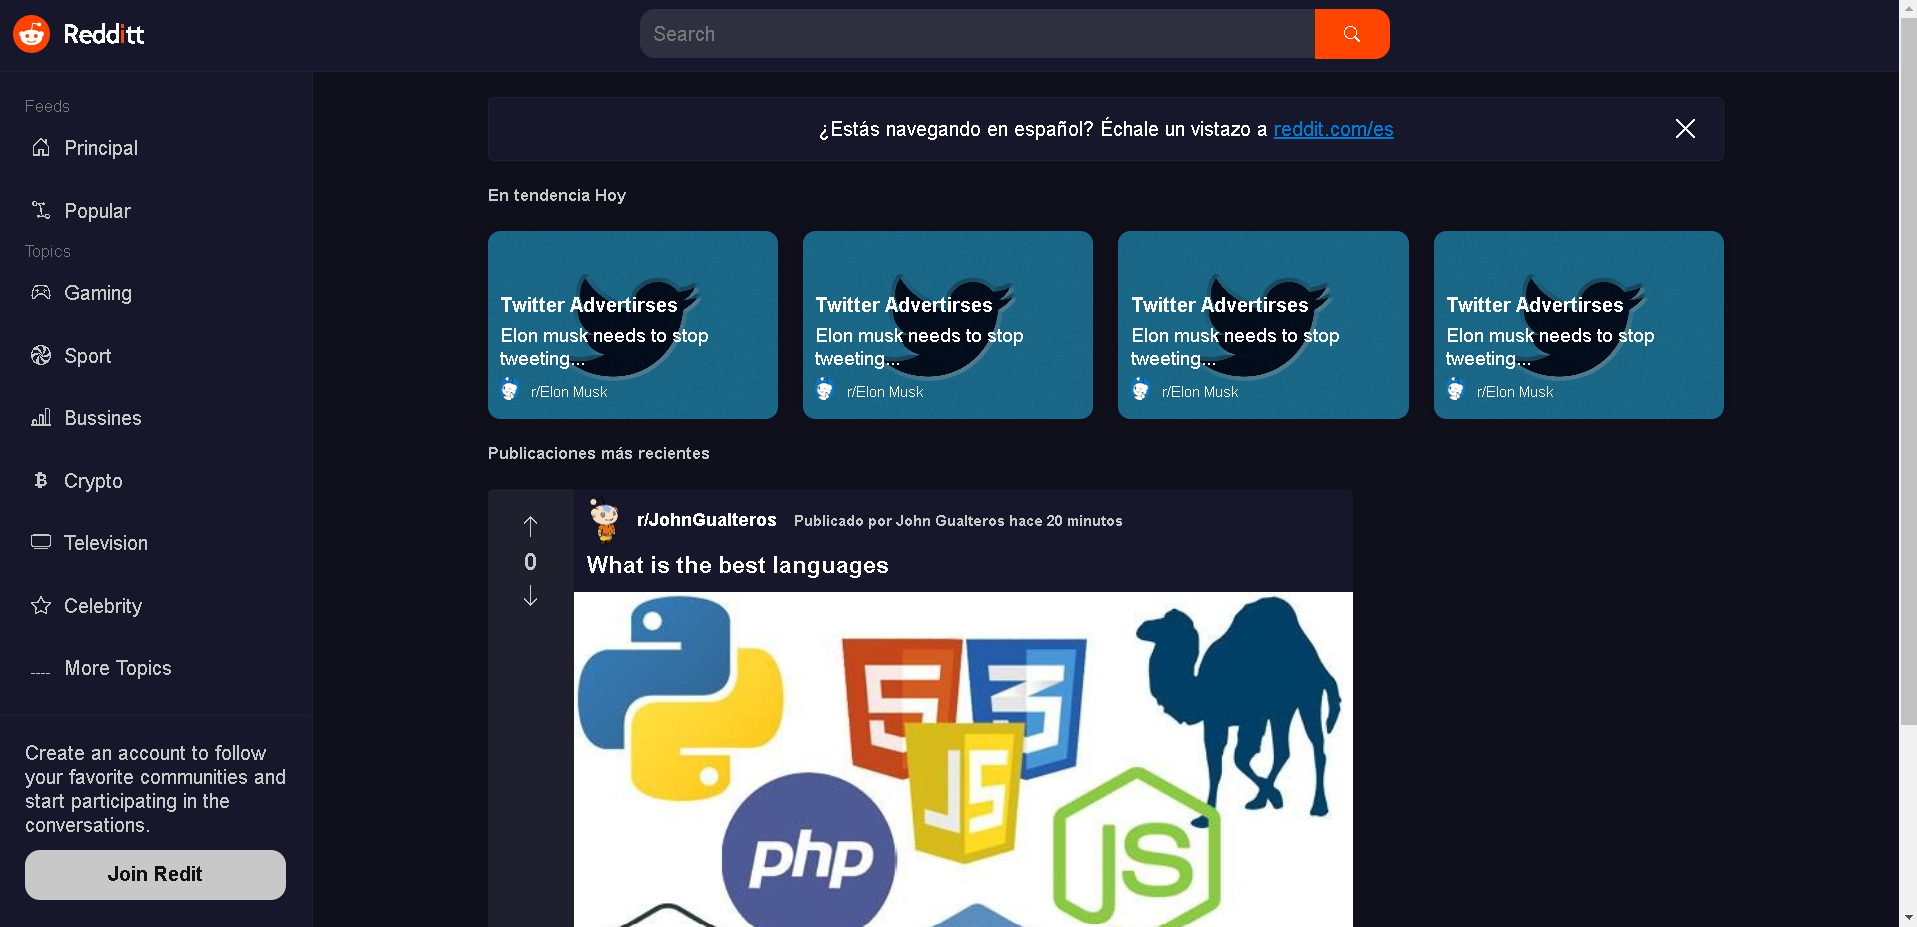 Redditt
Search
Feeds
Principal
Popular
Topics
Gaming
Sport
Bussines
Crypto
Television
Celebrity
More Topics
Create an account to follow
your favorite communities and
start participating in the
conversations.
Join Redit
¿Estás navegando en español? Échale un vistazo a reddit.com/es
En tendencia Hoy
Twitter Advertirses
Elon musk needs to stop
tweeting...
r/Elon Musk
Twitter Advertirses
Elon musk needs to stop
tweeting...
r/Elon Musk
Twitter Advertirses
Elon musk needs to stop
tweeting...
r/Elon Musk
Twitter Advertirses
Elon musk needs to stop
tweeting...
r/Elon Musk
Publicaciones más recientes
0
r/JohnGualteros Publicado por John Gualteros hace 20 minutos
What is the best languages
5 3
JS
php
JS